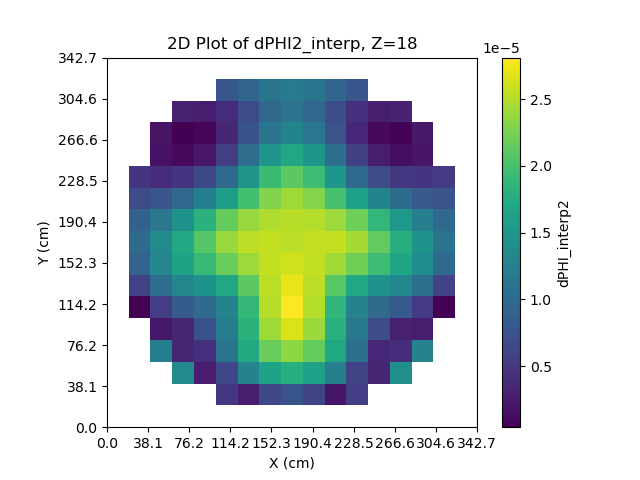 2D Plot of dPHI2_interp, Z=18
1e−5
342.7
304.6
266.6
228.5
190.4
152.3
114.2
76.2
38.1
0.0
Y (cm)
0.0 38.1 76.2 114.2 152.3 190.4 228.5 266.6 304.6 342.7
X (cm)
2.5
2.0
1.5
1.0
0.5
dPHI_interp2